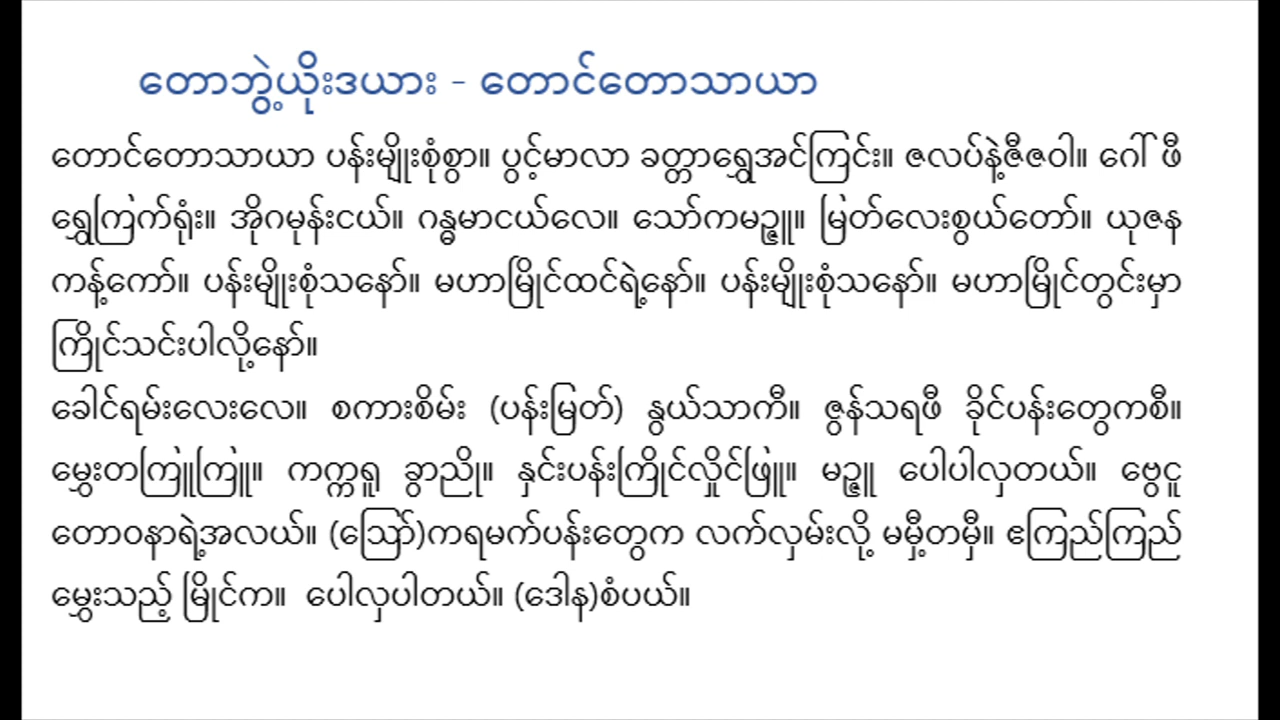 တောဘွဲ့ယိုးဒယား - တောင်တောသာယာ
တောင်တောသာယာ ပန်းမျိုးစုံစွာ။ ပွင့်မာလာ ခတ္တာရွှေအင်ကြင်း။ ဇလပ်နဲ့ဇီဇဝါ။ ဂေါ် ဖီ
ရွှေကြက်ရုံး။ အိုဂမုန်းငယ်။ ဂန္ဓမာငယ်လေ။ သော်ကမဉ္ဇူ။ မြတ်လေးစွယ်တော်။ ယုဇန
ကန့်ကော်။ ပန်းမျိုးစုံသနော်။ မဟာမြိုင်ထင်ရဲ့နော်။ ပန်းမျိုးစုံသနော်။ မဟာမြိုင်တွင်းမှာ
ကြိုင်သင်းပါလို့နော်။
ခေါင်ရမ်းလေးလေ။ စကားစိမ်း (ပန်းမြတ်) နွယ်သာကီ။ ဇွန်သရဖီ ခိုင်ပန်းတွေကစီ။
မွှေးတကြူကြူ။ ကက္ကရူ ခွာညို။ နှင်းပန်းကြိုင်လှိုင်ဖြူ။ မဉ္ဇူ ပေါပါလှတယ်။ ဗွေငူ
တောဝနာရဲ့အလယ်။ (သြော်)ကရမက်ပန်းတွေက လက်လှမ်းလို့ မမှီ့တမှီ။ ဧကြည်ကြည်
မွှေးသည့် မြိုင်က။ ပေါလှပါတယ်။ (ဒေါန)စံပယ်။